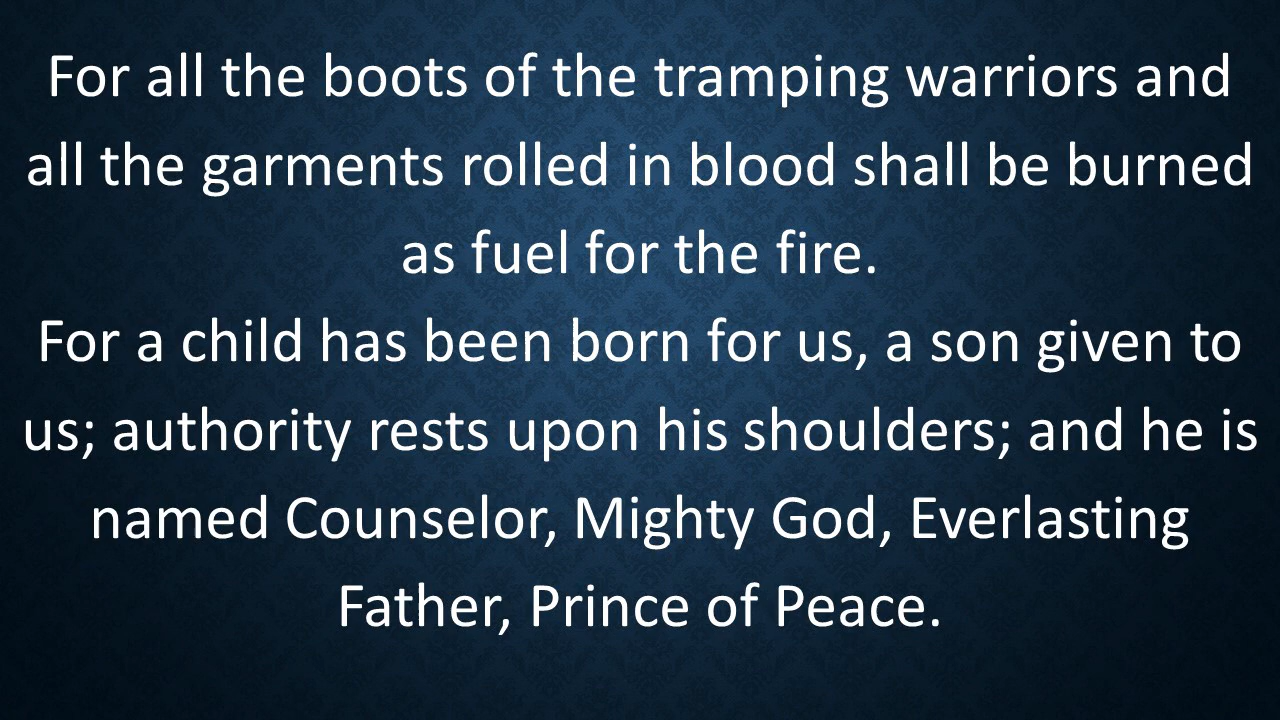 For all the boots of the tramping warriors and
all the garments rolled in blood shall be burned
as fuel for the fire.
For a child has been born for us, a son given to
us; authority rests upon his shoulders; and he is
named Counselor, Mighty God, Everlasting
Father, Prince of Peace.